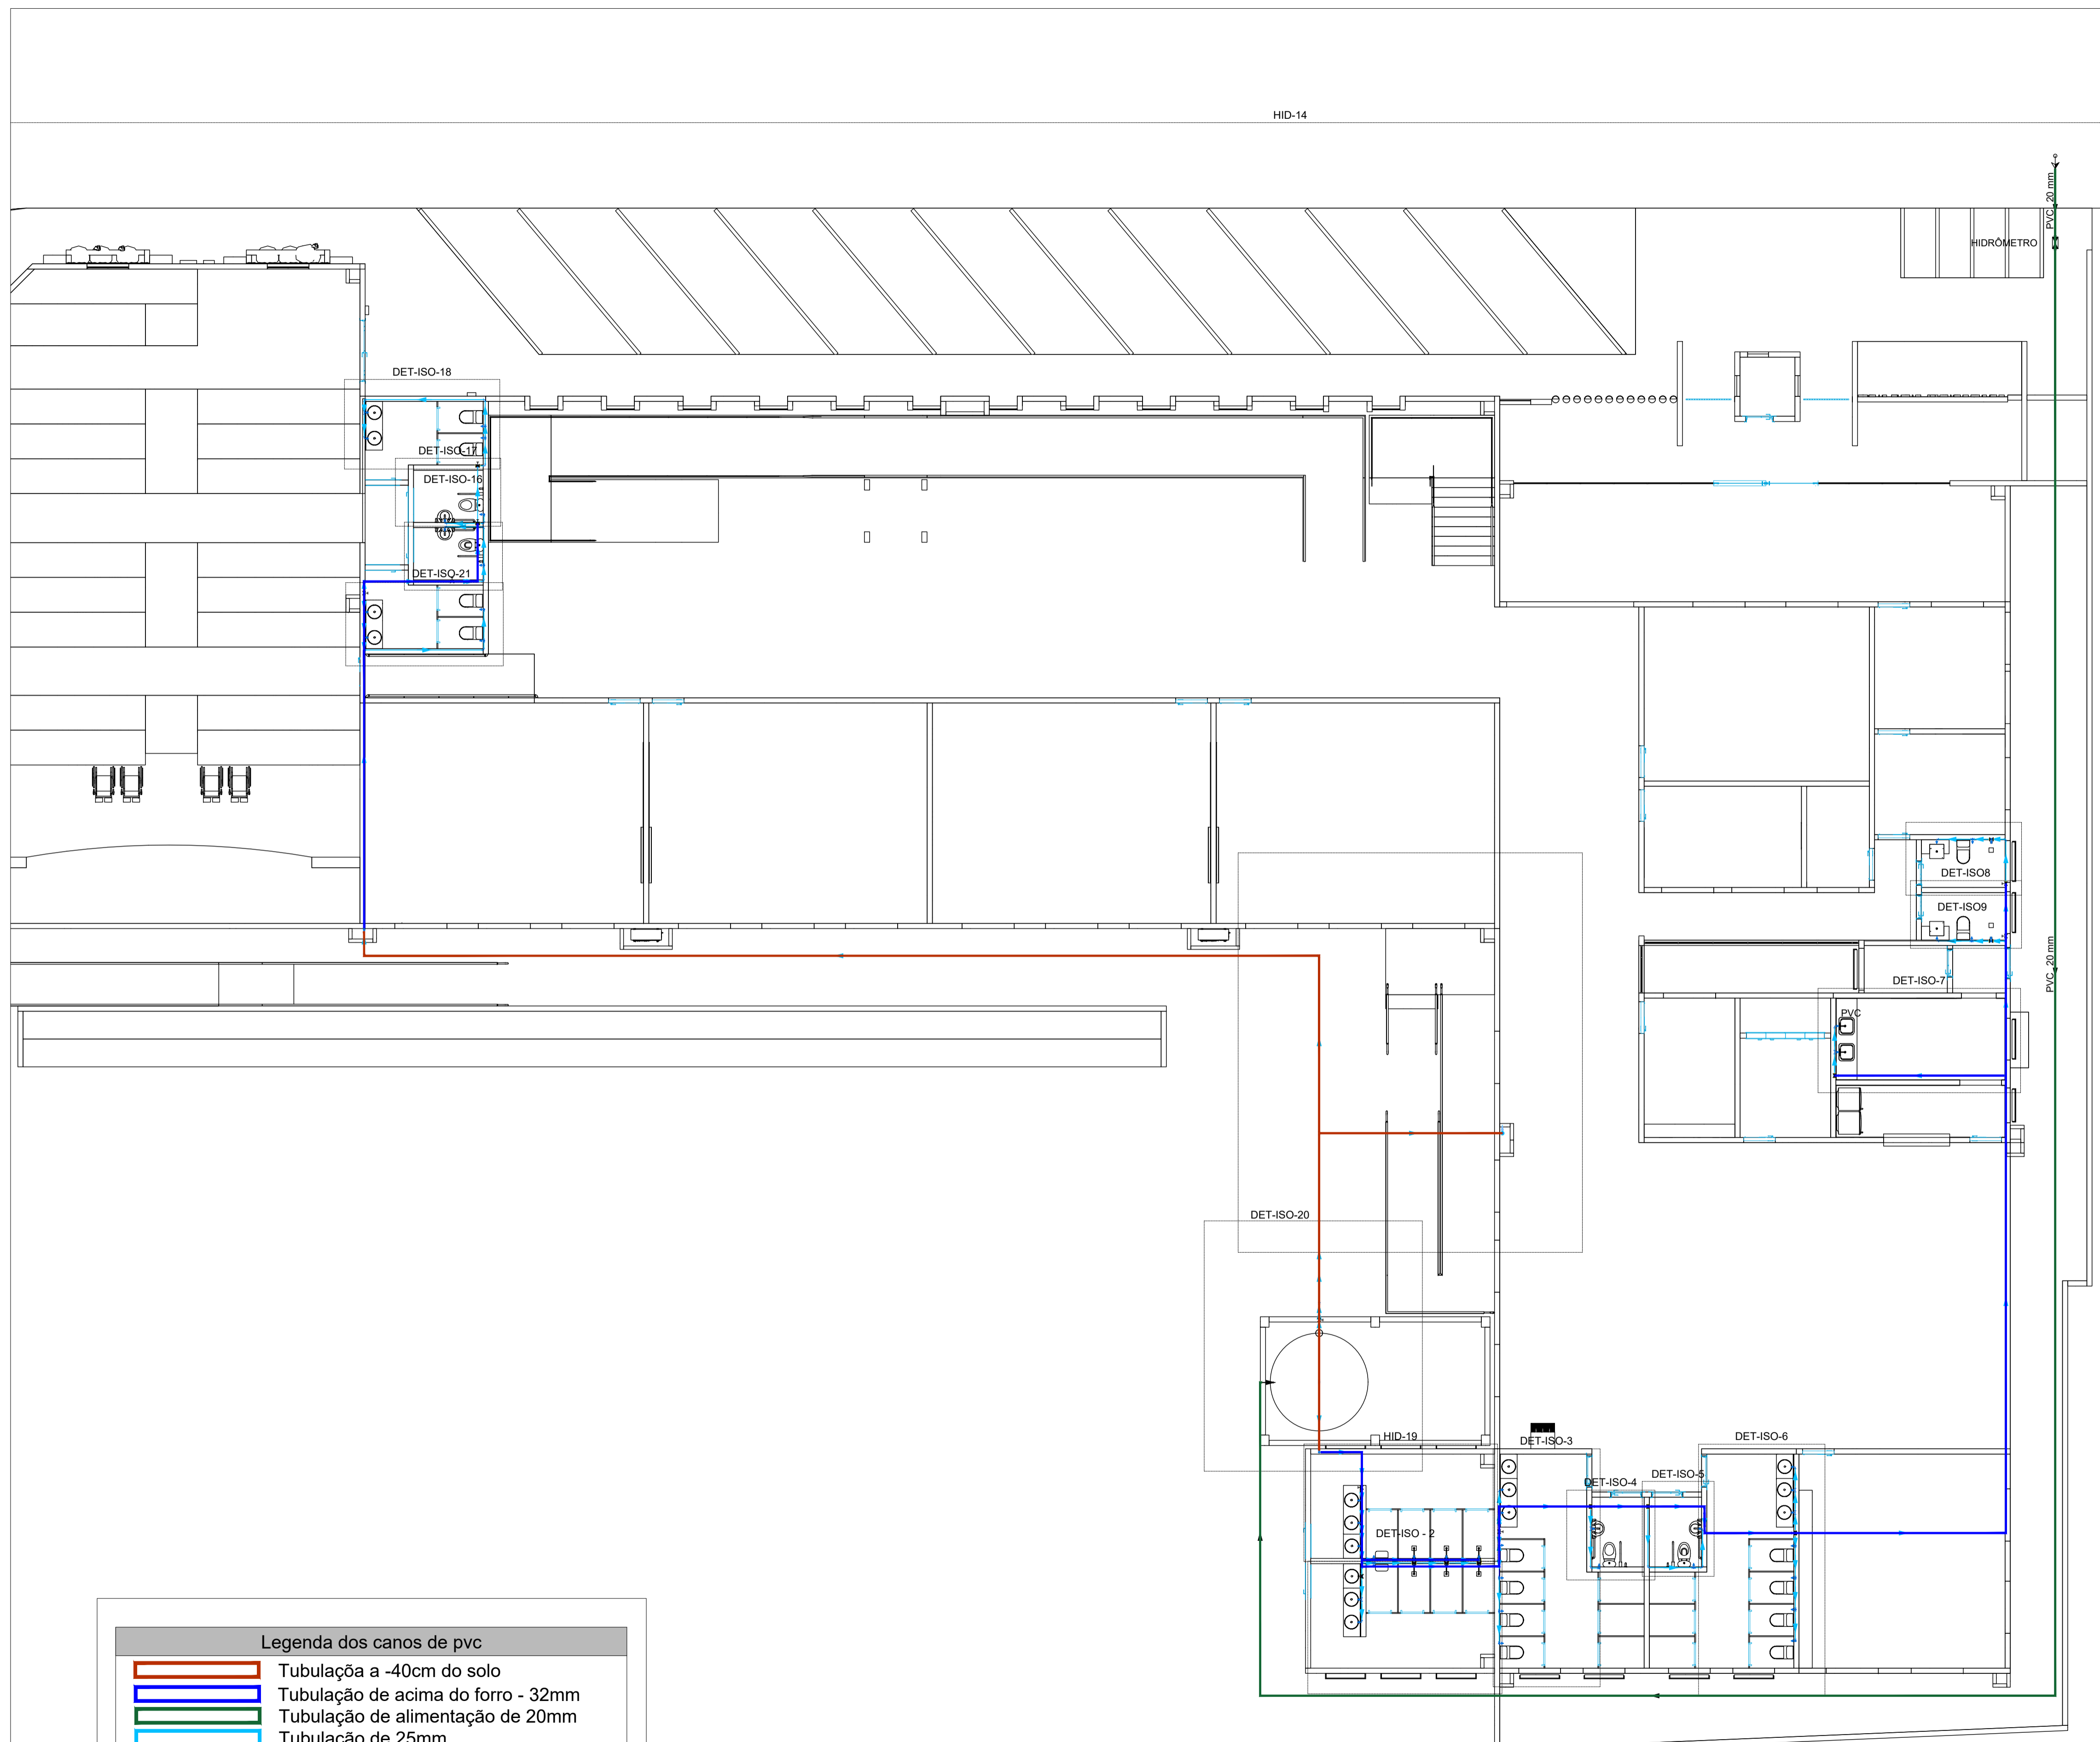 HID-14
PVC 20 mm
HIDRÔMETRO
DET-ISO-18
DET-ISO-17
DET-ISO-16
DET-ISO-21
DET-ISO8
DET-ISO9
PVC 20 mm
DET-ISO-7
PVC
DET-ISO-20
HID-19
DET-ISO-3
DET-ISO-6
DET-ISO-4
DET-ISO-5
DET-ISO - 2
Legenda dos canos de pvc
Tubulaçõa a -40cm do solo
Tubulação de acima do forro - 32mm
Tubulação de alimentação de 20mm
Tubulação de 25mm